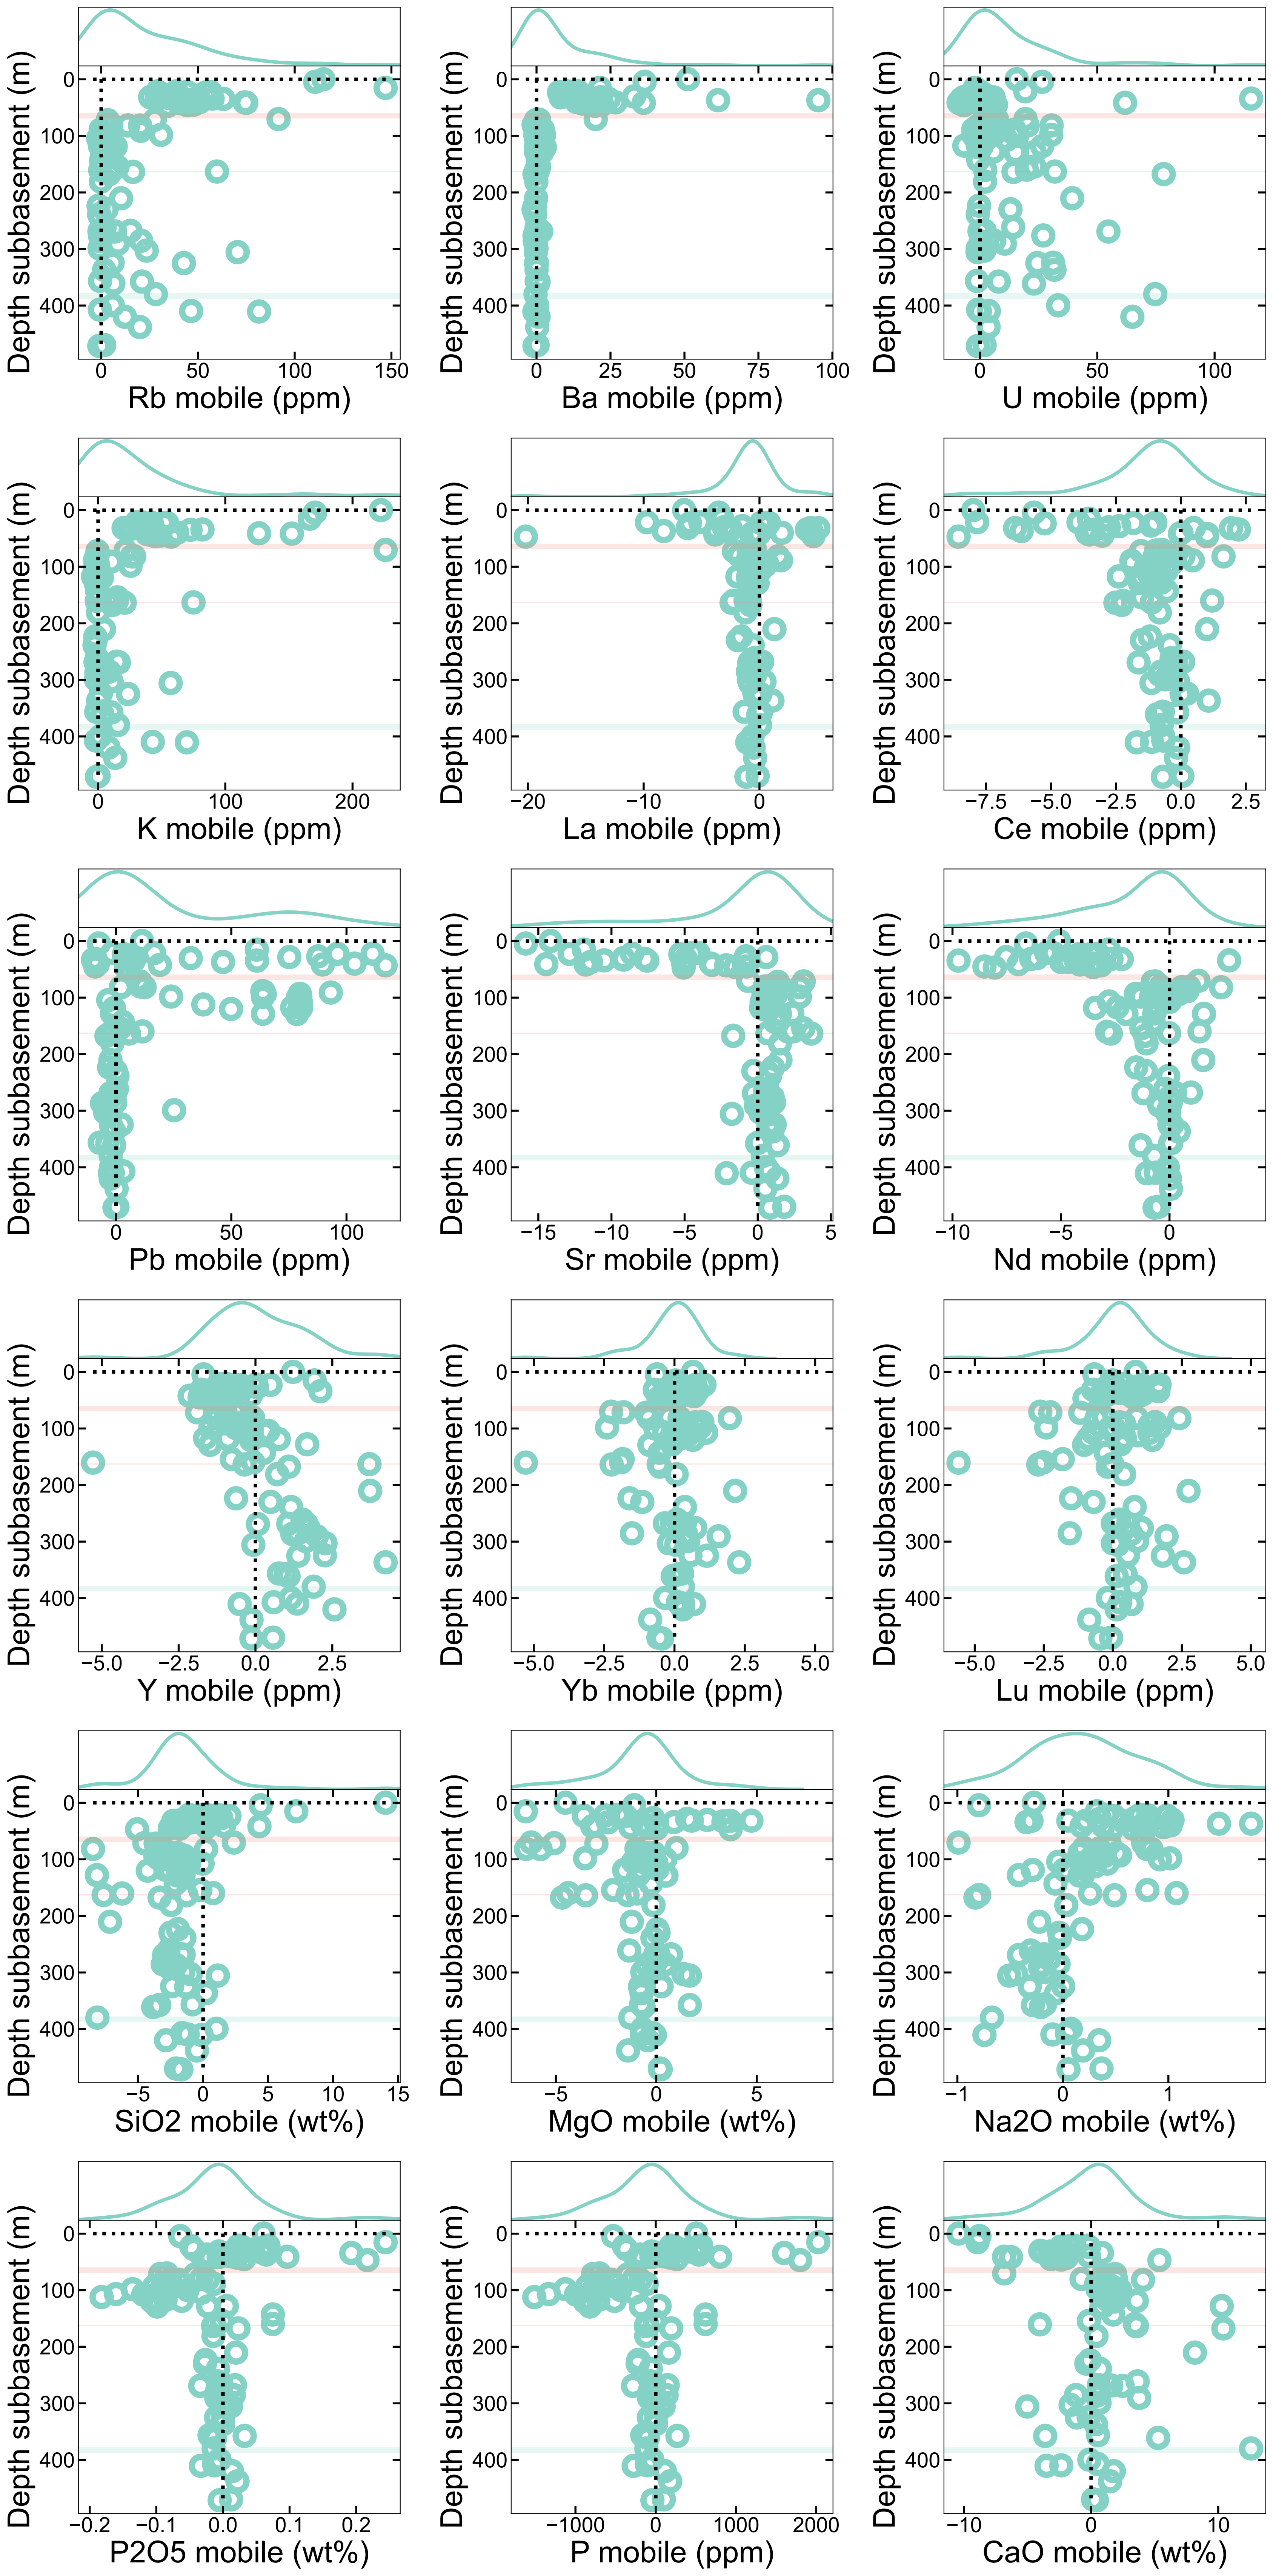 Depth subbasement (m)
0
100
200
300
400
0 50 100 150
Rb mobile (ppm)
Depth subbasement (m)
0
100
200
300
400
0 25 50 75 100
Ba mobile (ppm)
Depth subbasement (m)
0
100
200
300
400
0 50 100
U mobile (ppm)
Depth subbasement (m)
0
100
200
300
400
0 100 200
K mobile (ppm)
Depth subbasement (m)
0
100
200
300
400
−20 −10 0
La mobile (ppm)
Depth subbasement (m)
0
100
200
300
400
−7.5 −5.0 −2.5 0.0 2.5
Ce mobile (ppm)
Depth subbasement (m)
0
100
200
300
400
0 50 100
Pb mobile (ppm)
Depth subbasement (m)
0
100
200
300
400
−15 −10 −5 0 5
Sr mobile (ppm)
Depth subbasement (m)
0
100
200
300
400
−10 −5 0
Nd mobile (ppm)
Depth subbasement (m)
0
100
200
300
400
−5.0 −2.5 0.0 2.5
Y mobile (ppm)
Depth subbasement (m)
0
100
200
300
400
−5.0 −2.5 0.0 2.5 5.0
Yb mobile (ppm)
Depth subbasement (m)
0
100
200
300
400
−5.0 −2.5 0.0 2.5 5.0
Lu mobile (ppm)
Depth subbasement (m)
0
100
200
300
400
−5 0 5 10 15
SiO2 mobile (wt%)
Depth subbasement (m)
0
100
200
300
400
−5 0 5
MgO mobile (wt%)
Depth subbasement (m)
0
100
200
300
400
−1 0 1
Na2O mobile (wt%)
Depth subbasement (m)
0
100
200
300
400
−0.2 −0.1 0.0 0.1 0.2
P2O5 mobile (wt%)
Depth subbasement (m)
0
100
200
300
400
−1000 0 1000 2000
P mobile (ppm)
Depth subbasement (m)
0
100
200
300
400
−10 0 10
CaO mobile (wt%)